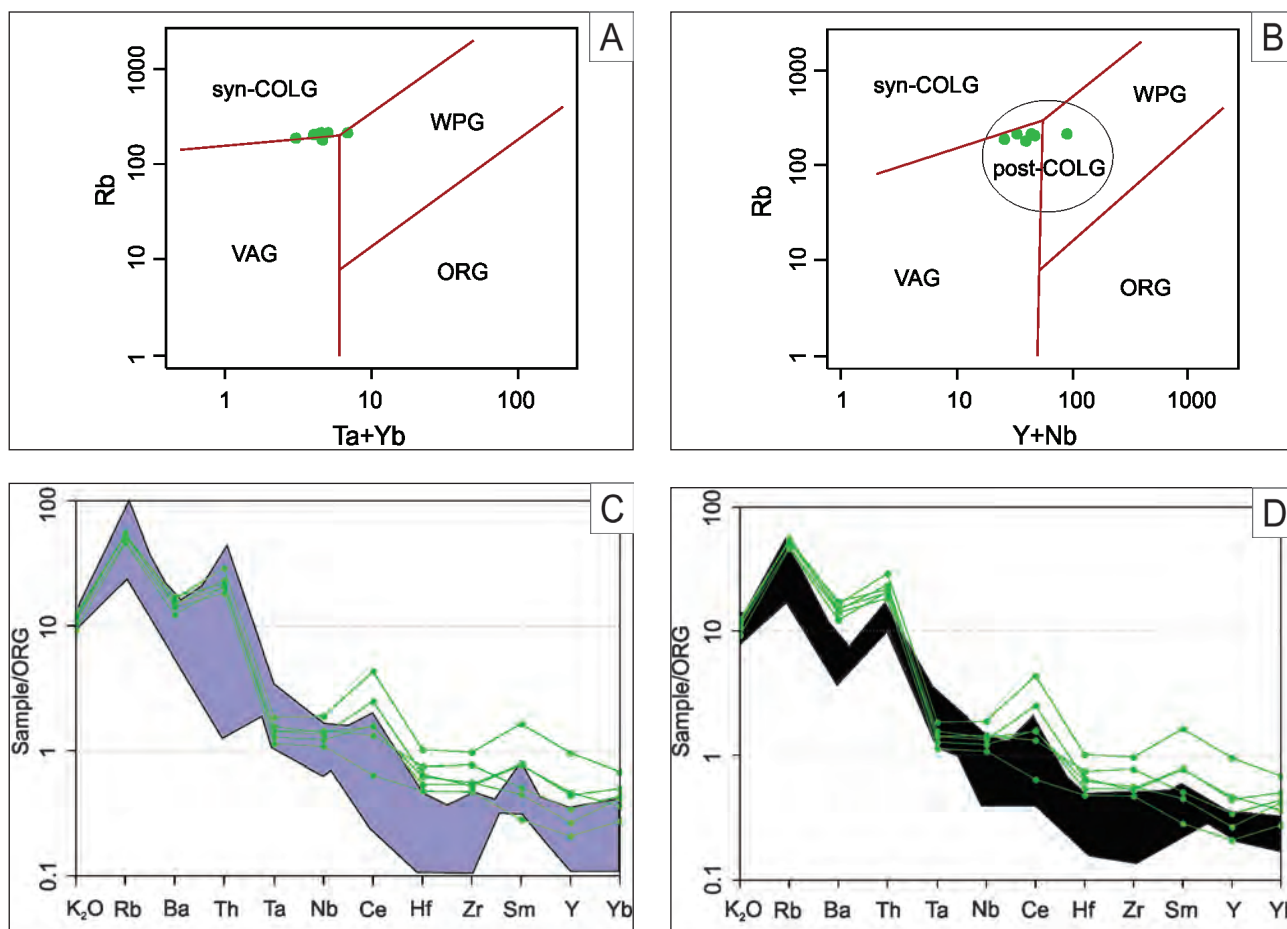 A
1000
100
10
1
Rb
syn-COLG
WPG
VAG
ORG
1
10
100
Ta+Yb
B
1000
100
10
1
Rb
syn-COLG
WPG
post-COLG
VAG
ORG
1
10
100
1000
Y+Nb
C
100
10
1
0.1
Sample/ORG
K₂O Rb Ba Th Ta Nb Ce Hf Zr Sm Y Yb
D
100
10
1
0.1
Sample/ORG
K₂O Rb Ba Th Ta Nb Ce Hf Zr Sm Y